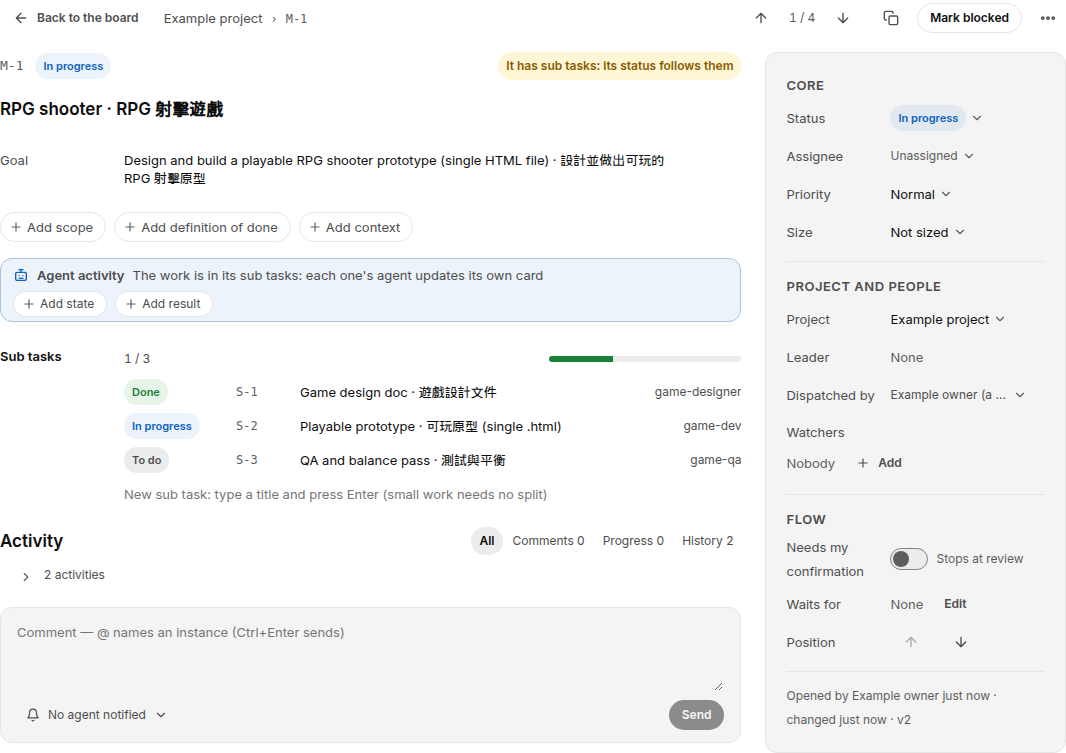 Back to the board
Example project › M-1
1 / 4
Mark blocked
M-1
In progress
It has sub tasks: its status follows them
RPG shooter · RPG 射擊遊戲
Goal
Design and build a playable RPG shooter prototype (single HTML file) · 設計並做出可玩的
RPG 射擊原型
+ Add scope
+ Add definition of done
+ Add context
Agent activity The work is in its sub tasks: each one's agent updates its own card
+ Add state
+ Add result
Sub tasks
1 / 3
Done S-1 Game design doc · 遊戲設計文件 game-designer
In progress S-2 Playable prototype · 可玩原型 (single .html) game-dev
To do S-3 QA and balance pass · 測試與平衡 game-qa
New sub task: type a title and press Enter (small work needs no split)
Activity
All Comments 0 Progress 0 History 2
2 activities
Comment — @ names an instance (Ctrl+Enter sends)
No agent notified
Send
CORE
Status In progress
Assignee Unassigned
Priority Normal
Size Not sized
PROJECT AND PEOPLE
Project Example project
Leader None
Dispatched by Example owner (a ...
Watchers
Nobody + Add
FLOW
Needs my
confirmation
Stops at review
Waits for None Edit
Position
Opened by Example owner just now ·
changed just now · v2